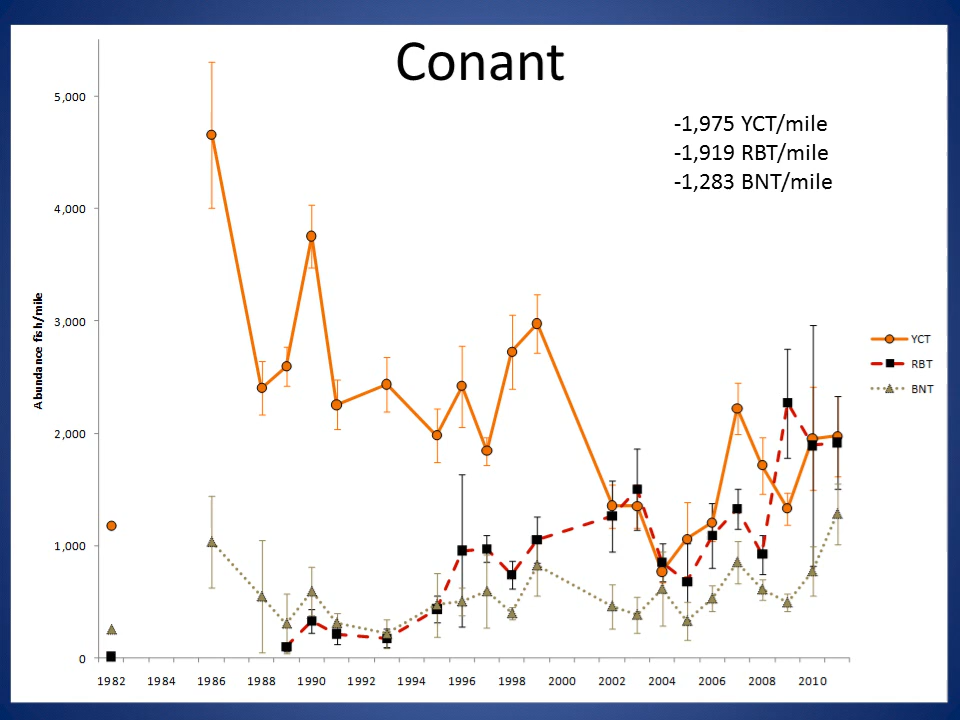 Conant
-1,975 YCT/mile
-1,919 RBT/mile
-1,283 BNT/mile
Abundance fish/mile
5,000
4,000
3,000
2,000
1,000
0
1982 1984 1986 1988 1990 1992 1994 1996 1998 2000 2002 2004 2006 2008 2010
YCT
RBT
BNT